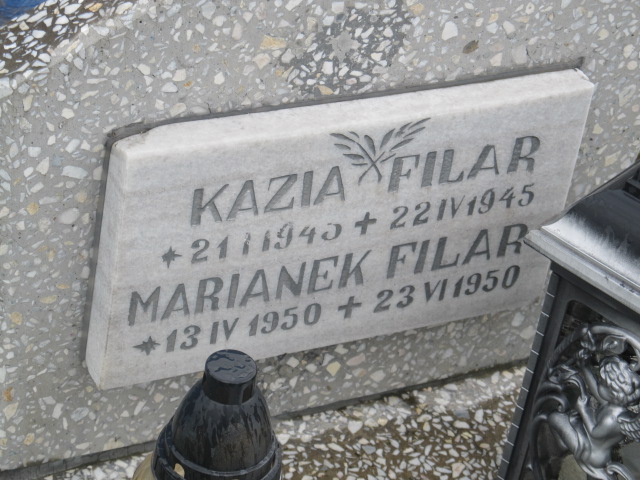 KAZIA FILAR
* 21 I 1945 + 22 IV 1945
MARIANEK FILAR
* 13 IV 1950 + 23 VI 1950